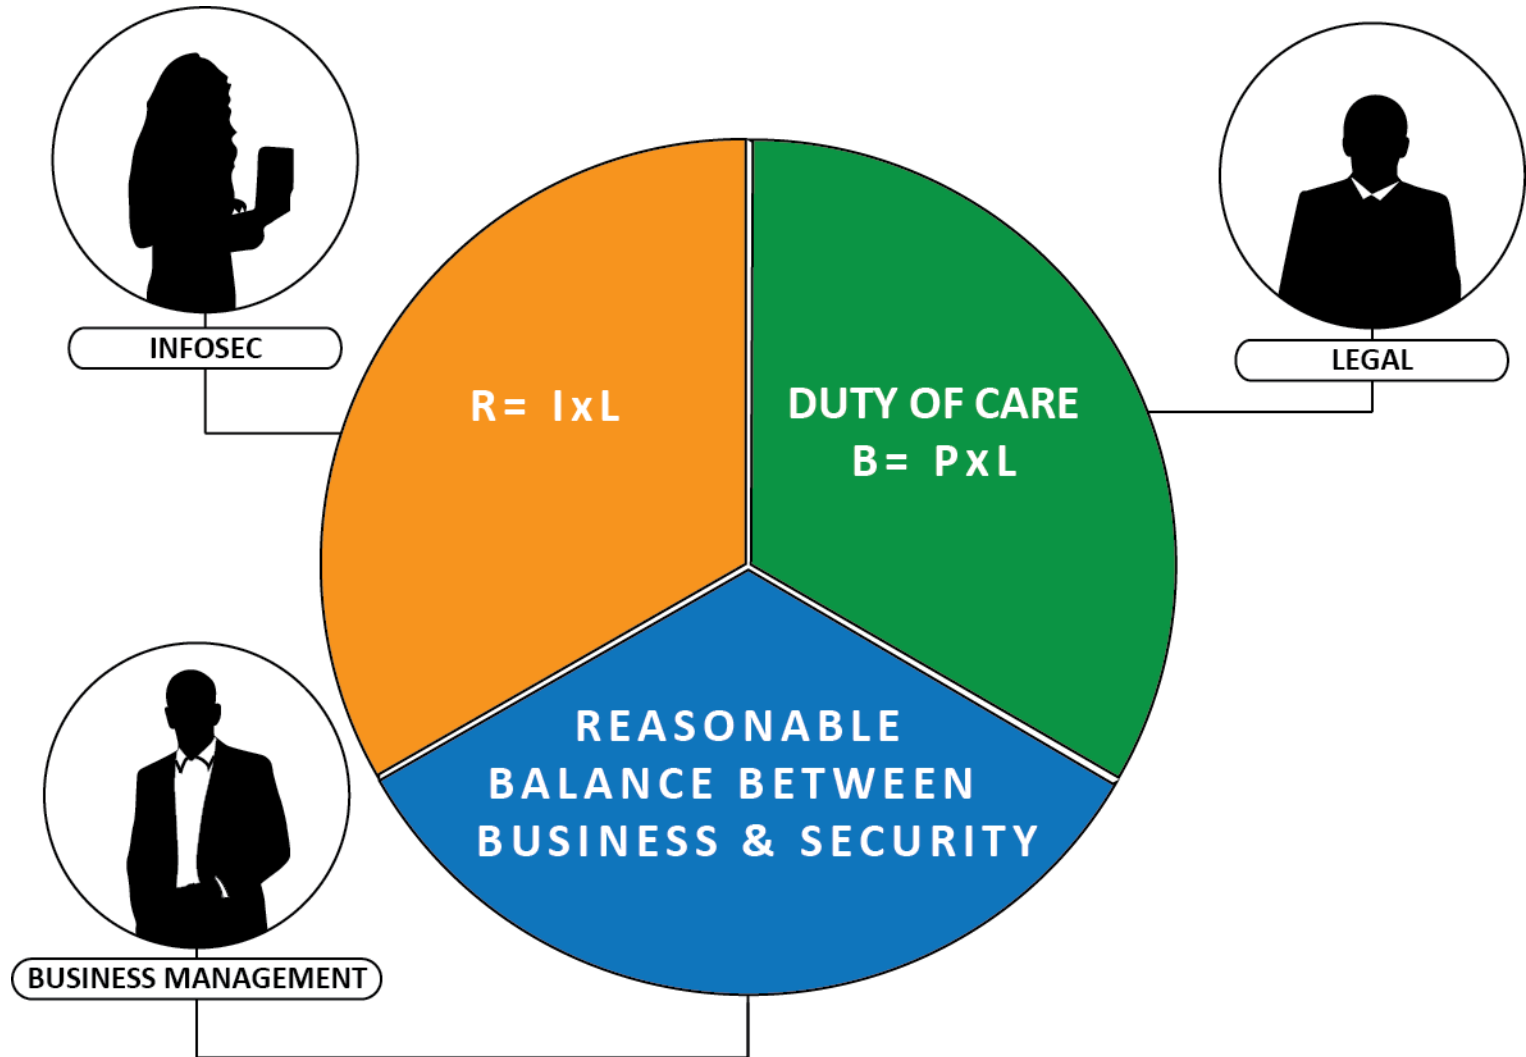 INFOSEC
LEGAL
R= IxL
DUTY OF CARE
B= PxL
REASONABLE
BALANCE BETWEEN
BUSINESS & SECURITY
BUSINESS MANAGEMENT